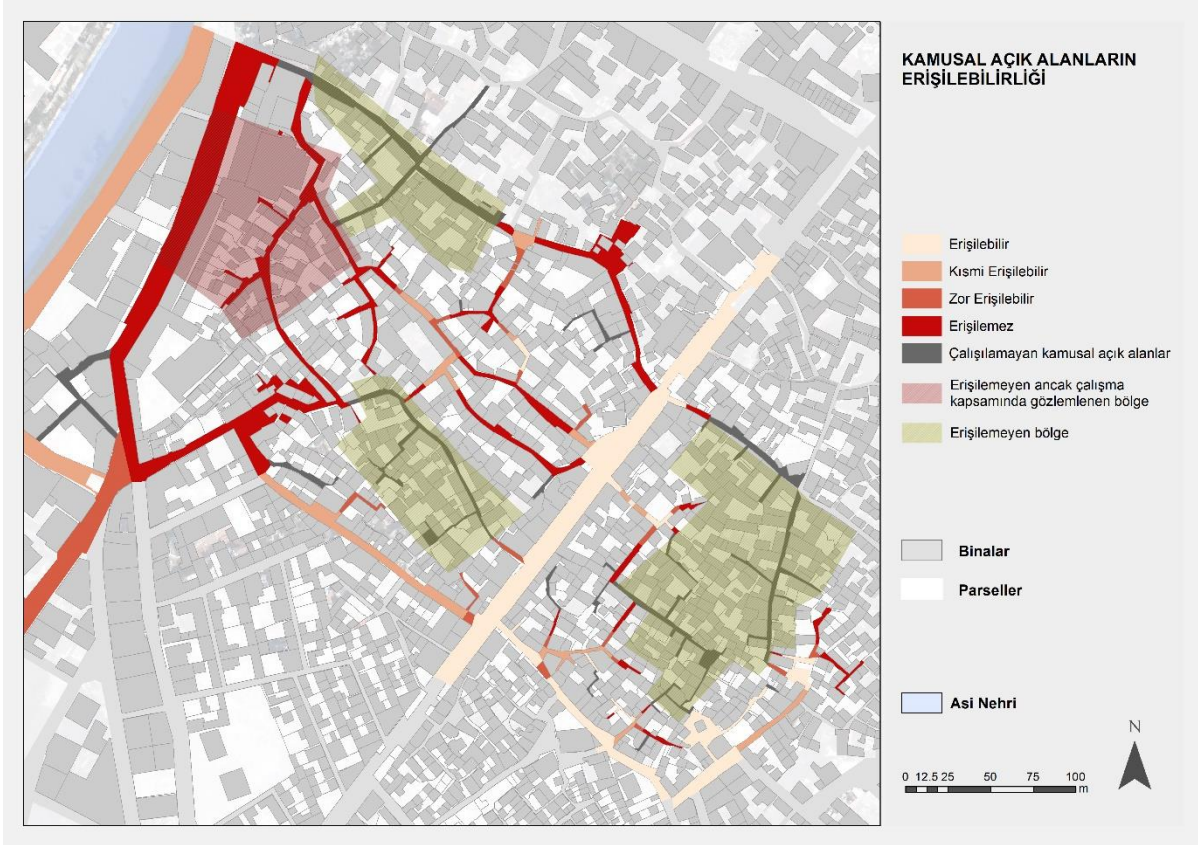 KAMUSAL AÇIK ALANLARIN
ERİŞİLEBİLİRLİĞİ
Erişilebilir
Kısmi Erişilebilir
Zor Erişilebilir
Erişilemez
Çalışılamayan kamusal açık alanlar
Erişilemeyen ancak çalışma
kapsamında gözlemlenen bölge
Erişilemeyen bölge
Binalar
Parseller
Asi Nehri
N
0 12.5 25 50 75 100
m